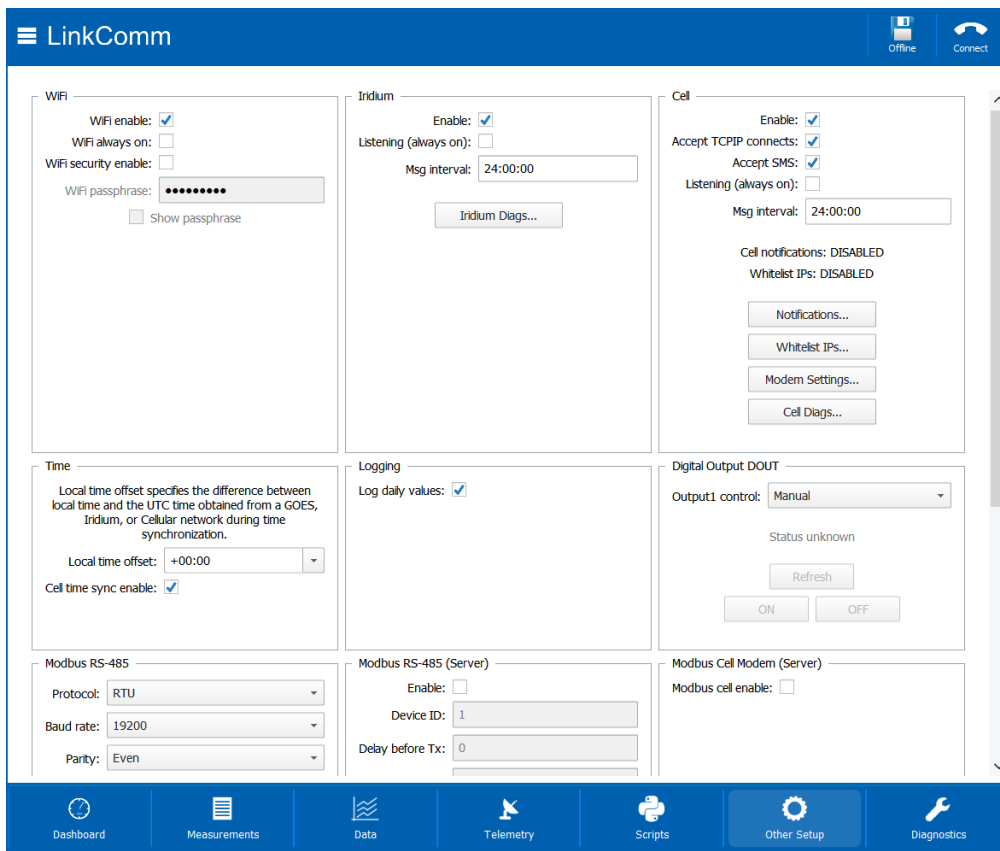 LinkComm
Offline
Connect
WiFi
WiFi enable:
WiFi always on:
WiFi security enable:
WiFi passphrase: ●●●●●●●●●
Show passphrase
Iridium
Enable:
Listening (always on):
Msg interval: 24:00:00
Iridium Diags...
Cell
Enable:
Accept TCPIP connects:
Accept SMS:
Listening (always on):
Msg interval: 24:00:00
Cell notifications: DISABLED
Whitelist IPs: DISABLED
Notifications...
Whitelist IPs...
Modem Settings...
Cell Diags...
Time
Local time offset specifies the difference between
local time and the UTC time obtained from a GOES,
Iridium, or Cellular network during time
synchronization.
Local time offset: +00:00
Cell time sync enable:
Logging
Log daily values:
Digital Output DOUT
Output1 control: Manual
Status unknown
Refresh
ON OFF
Modbus RS-485
Protocol: RTU
Baud rate: 19200
Parity: Even
Modbus RS-485 (Server)
Enable:
Device ID: 1
Delay before Tx: 0
Modbus Cell Modem (Server)
Modbus cell enable:
Dashboard
Measurements
Data
Telemetry
Scripts
Other Setup
Diagnostics